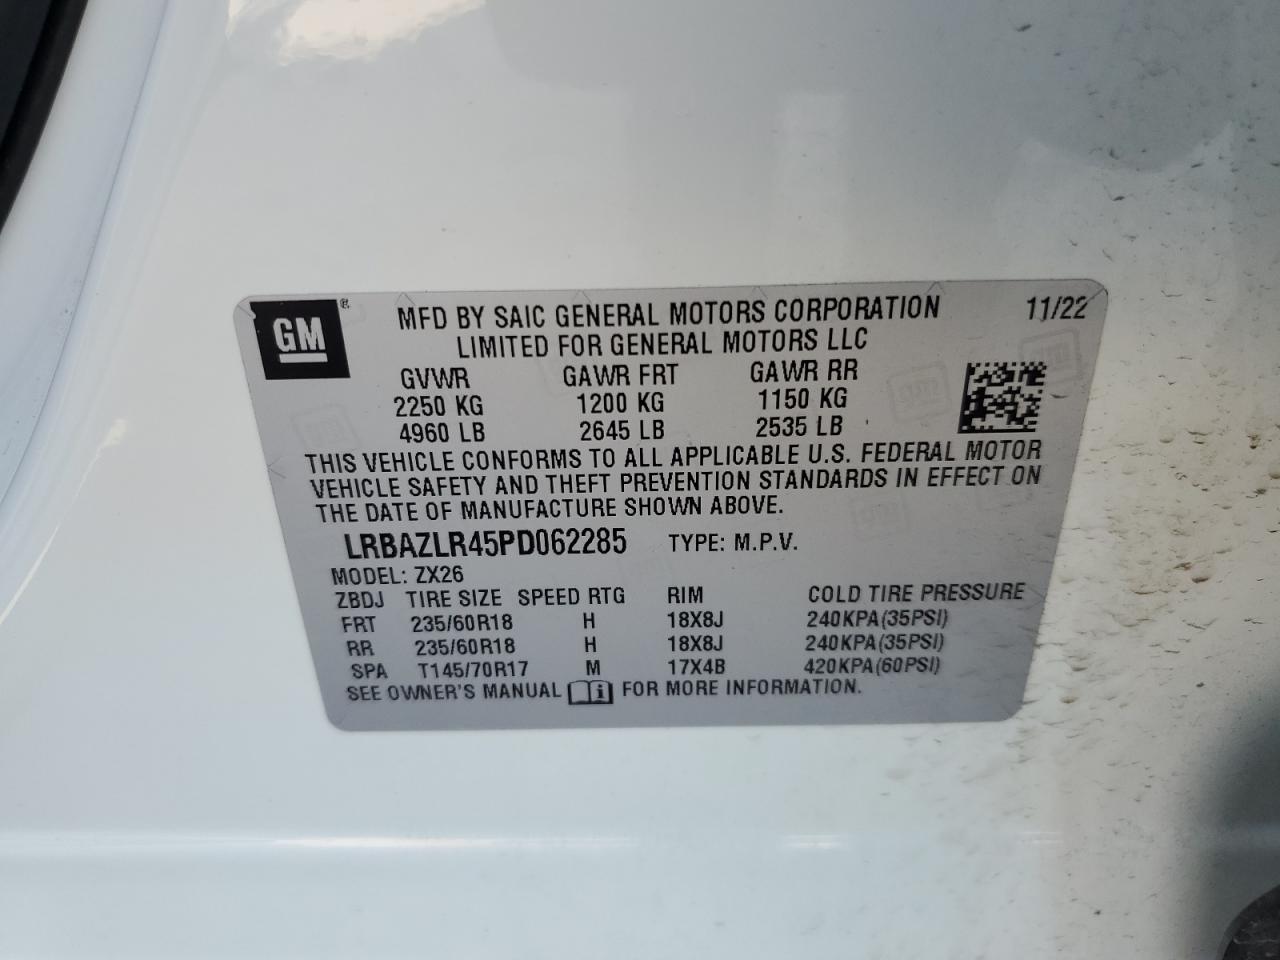 GM ® MFD BY SAIC GENERAL MOTORS CORPORATION 11/22
LIMITED FOR GENERAL MOTORS LLC
GVWR GAWR FRT GAWR RR
2250 KG 1200 KG 1150 KG
4960 LB 2645 LB 2535 LB
THIS VEHICLE CONFORMS TO ALL APPLICABLE U.S. FEDERAL MOTOR
VEHICLE SAFETY AND THEFT PREVENTION STANDARDS IN EFFECT ON
THE DATE OF MANUFACTURE SHOWN ABOVE.
LRBAZLR45PD062285 TYPE: M.P.V.
MODEL: ZX26
ZBDJ TIRE SIZE SPEED RTG RIM COLD TIRE PRESSURE
FRT 235/60R18 H 18X8J 240KPA(35PSI)
RR 235/60R18 H 18X8J 240KPA(35PSI)
SPA T145/70R17 M 17X4B 420KPA(60PSI)
SEE OWNER'S MANUAL i FOR MORE INFORMATION.